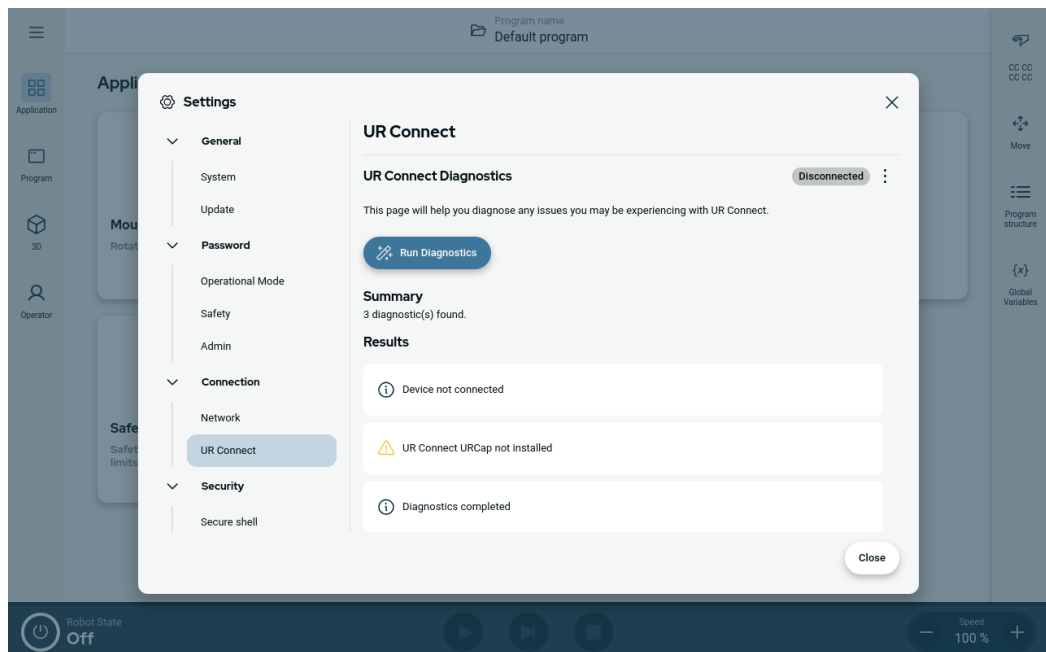 Program name
Default program
Application
Program
3D
Operator
Appli
Mou
Rotat
Safe
Safet
limits
Settings
General
System
Update
Password
Operational Mode
Safety
Admin
Connection
Network
UR Connect
Security
Secure shell
UR Connect
UR Connect Diagnostics
Disconnected
This page will help you diagnose any issues you may be experiencing with UR Connect.
Run Diagnostics
Summary
3 diagnostic(s) found.
Results
Device not connected
UR Connect URCap not installed
Diagnostics completed
Close
CC CC
CC CC
Move
Program
structure
{x}
Global
Variables
Robot State
Off
Speed
100 %